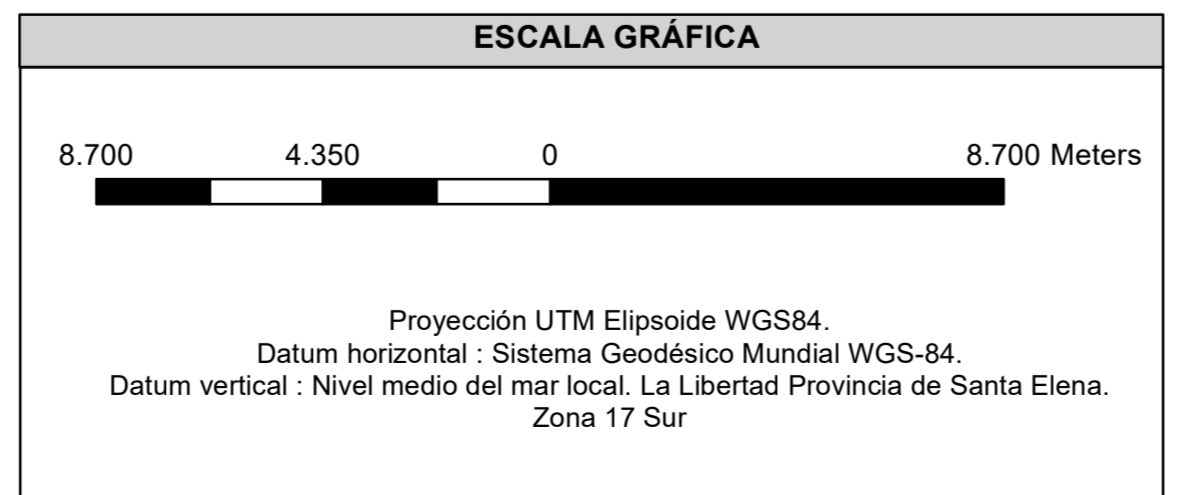 ESCALA GRÁFICA
8.700 4.350 0 8.700 Meters
Proyección UTM Elipsoide WGS84.
Datum horizontal : Sistema Geodésico Mundial WGS-84.
Datum vertical : Nivel medio del mar local. La Libertad Provincia de Santa Elena.
Zona 17 Sur